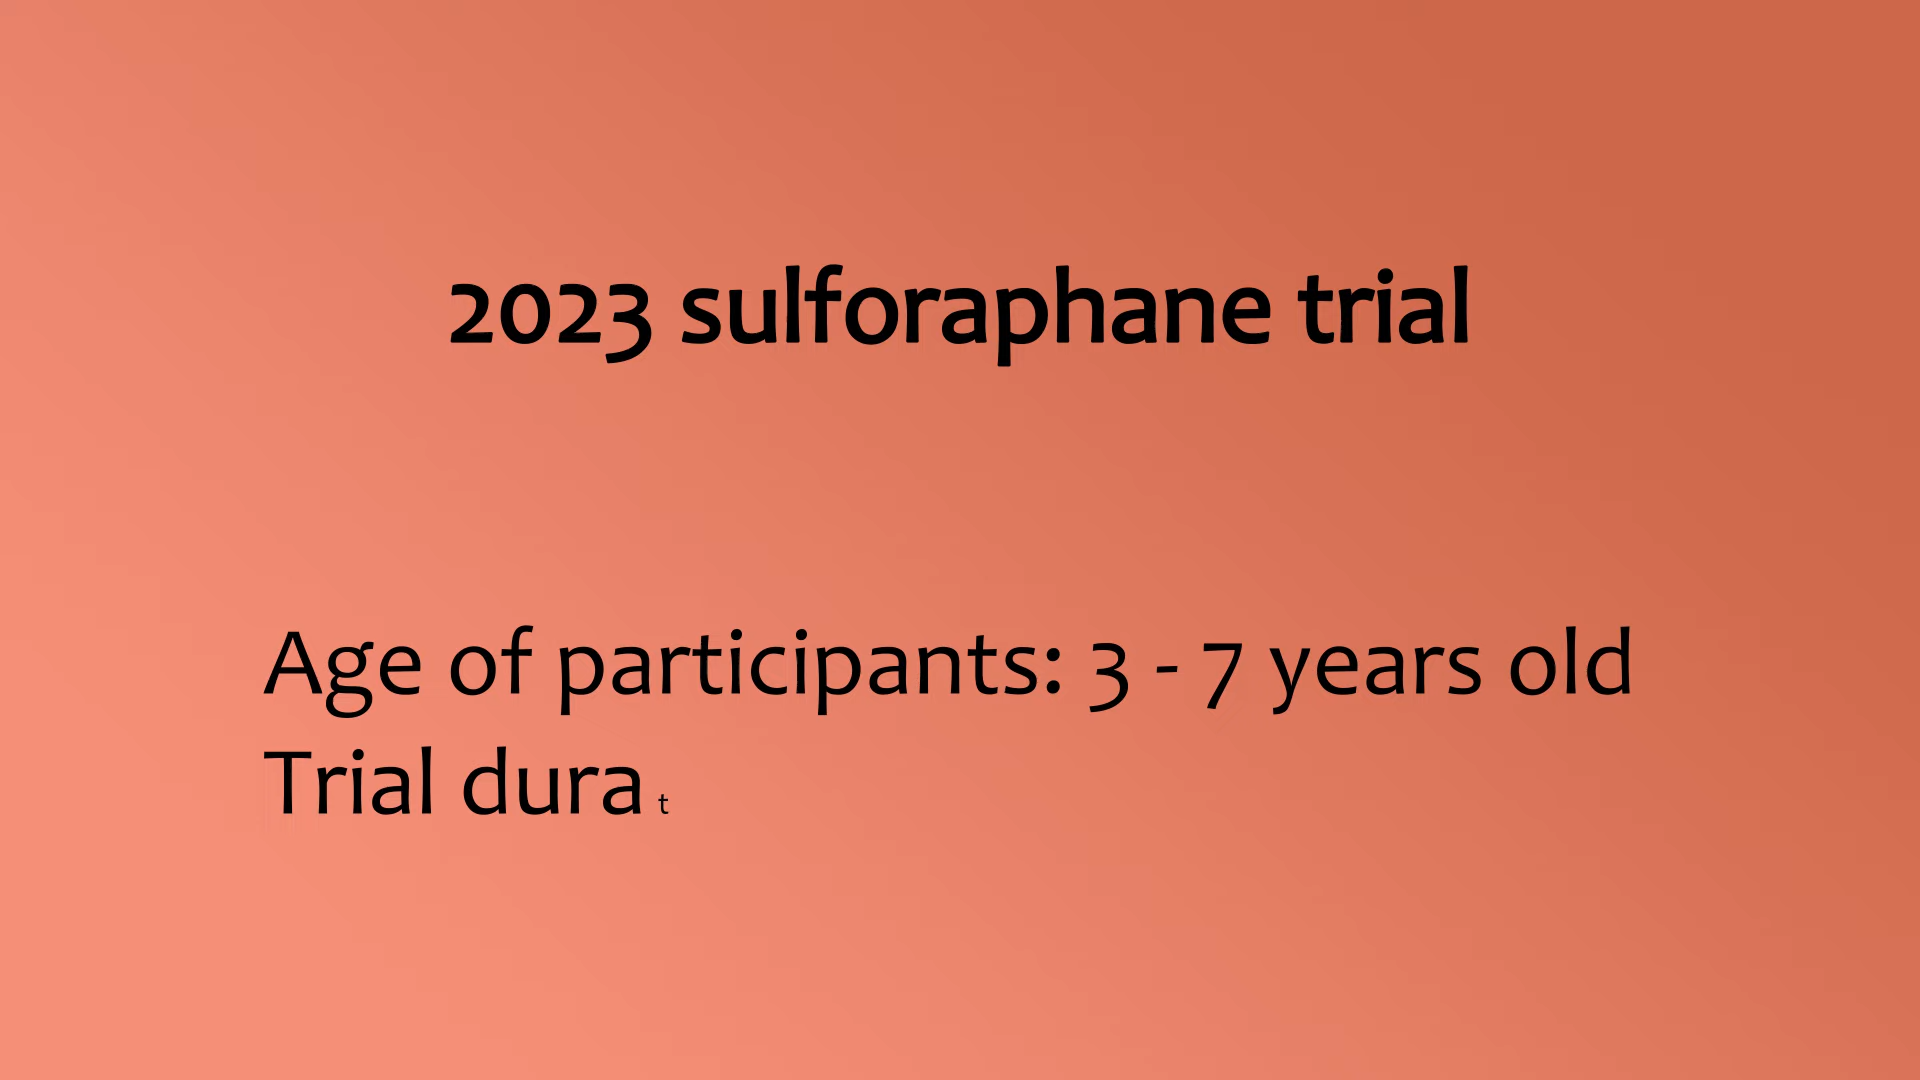 2023 sulforaphane trial
Age of participants: 3 - 7 years old
Trial dura t